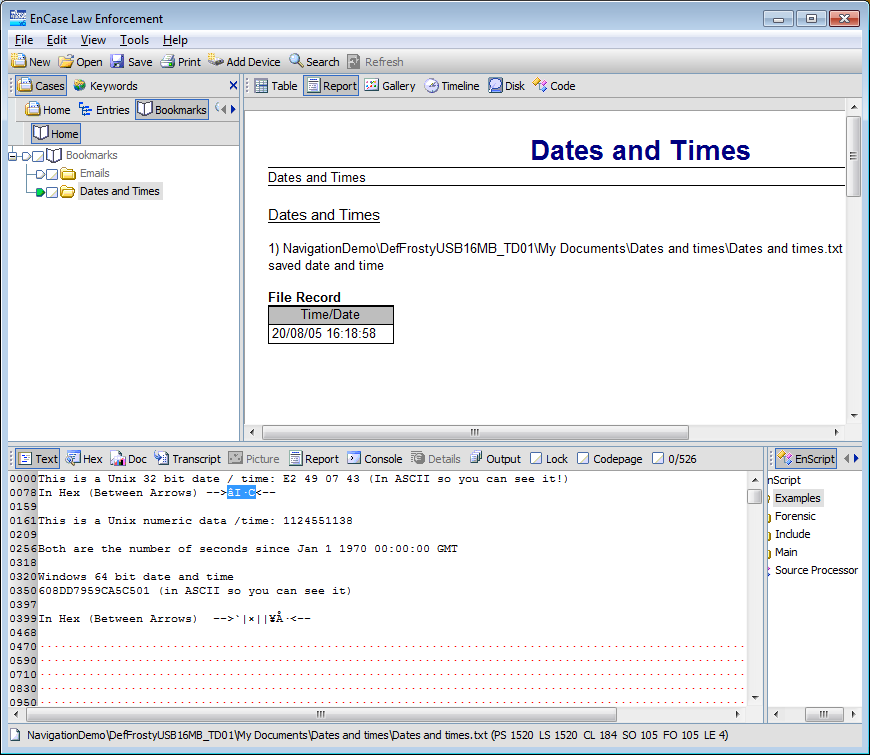 EnCase Law Enforcement
File Edit View Tools Help
New Open Save Print Add Device Search Refresh
Cases Keywords
Table Report Gallery Timeline Disk Code
Home Entries Bookmarks
Home
Bookmarks
Emails
Dates and Times
Dates and Times
Dates and Times
Dates and Times
1) NavigationDemo\DefFrostyUSB16MB_TD01\My Documents\Dates and times\Dates and times.txt
saved date and time
File Record
Time/Date
20/08/05 16:18:58
Text Hex Doc Transcript Picture Report Console Details Output Lock Codepage 0/526
EnScript
0000This is a Unix 32 bit date / time: E2 49 07 43 (In ASCII so you can see it!)
0078In Hex (Between Arrows) -->âI·C<--
0159
0161This is a Unix numeric data /time: 1124551138
0209
0256Both are the number of seconds since Jan 1 1970 00:00:00 GMT
0318
0320Windows 64 bit date and time
0350608DD7959CA5C501 (in ASCII so you can see it)
0397
0399In Hex (Between Arrows)  -->`|×||¥Å·<--
0468
0470
0590
0710
0830
0950
nScript
Examples
Forensic
Include
Main
Source Processor
NavigationDemo\DefFrostyUSB16MB_TD01\My Documents\Dates and times\Dates and times.txt (PS 1520 LS 1520 CL 184 SO 105 FO 105 LE 4)